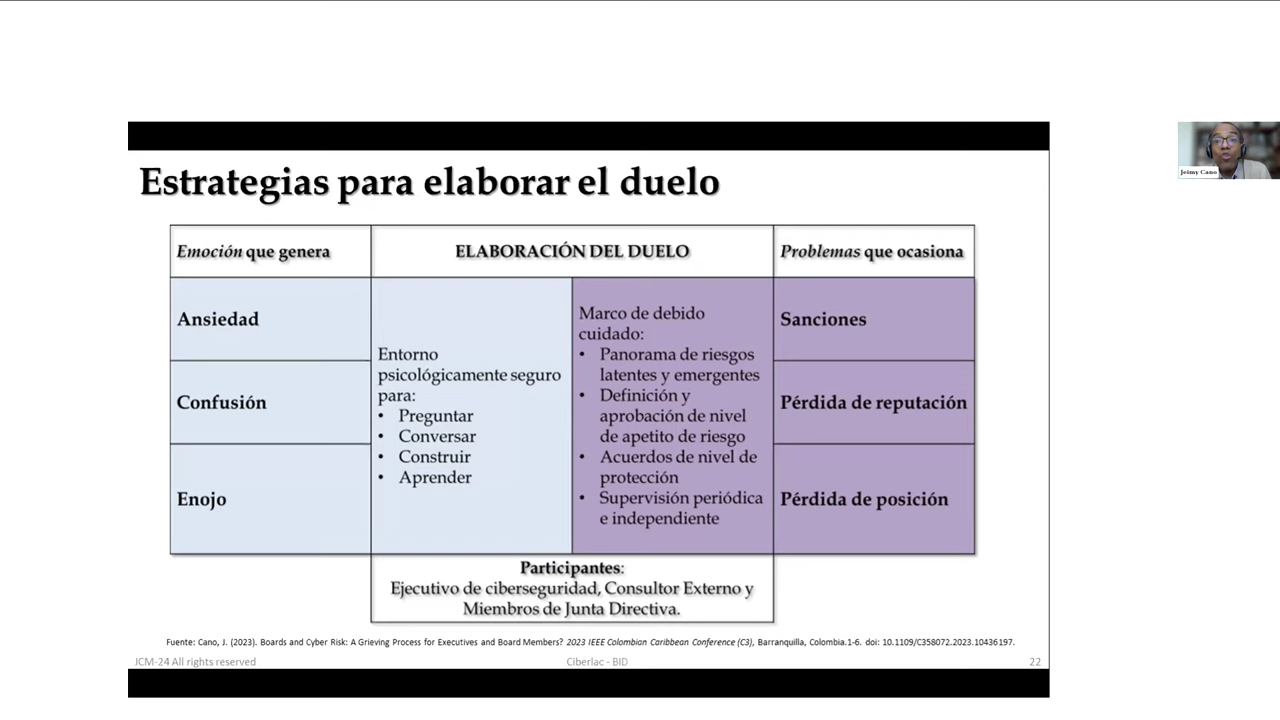 Estrategias para elaborar el duelo
Emoción que genera
ELABORACIÓN DEL DUELO
Problemas que ocasiona
Ansiedad
Confusión
Enojo
Entorno
psicológicamente seguro
para:
• Preguntar
• Conversar
• Construir
• Aprender
Marco de debido
cuidado:
• Panorama de riesgos
latentes y emergentes
• Definición y
aprobación de nivel
de apetito de riesgo
• Acuerdos de nivel de
protección
• Supervisión periódica
e independiente
Sanciones
Pérdida de reputación
Pérdida de posición
Participantes:
Ejecutivo de ciberseguridad, Consultor Externo y
Miembros de Junta Directiva.
Fuente: Cano, J. (2023). Boards and Cyber Risk: A Grieving Process for Executives and Board Members? 2023 IEEE Colombian Caribbean Conference (C3), Barranquilla, Colombia.1-6. doi: 10.1109/C358072.2023.10436197.
JCM-24 All rights reserved
Ciberlac - BID
22
Jeimy Cano